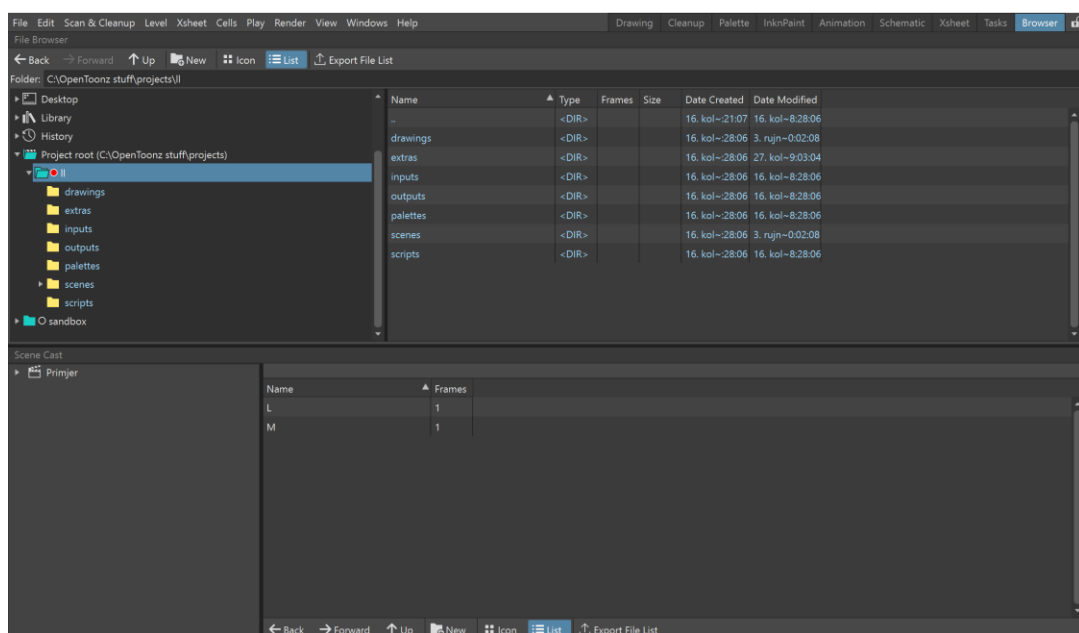 File Edit Scan & Cleanup Level Xsheet Cells Play Render View Windows Help Drawing Cleanup Palette InknPaint Animation Schematic Xsheet Tasks Browser
File Browser
Back Forward Up New Icon List Export File List
Folder: C:\OpenToonz stuff\projects\ll
Desktop
Library
History
Project root (C:\OpenToonz stuff\projects)
ll
drawings
extras
inputs
outputs
palettes
scenes
scripts
O sandbox
Name Type Frames Size Date Created Date Modified
.. <DIR> 16. kol~:21:07 16. kol~8:28:06
drawings <DIR> 16. kol~:28:06 3. rujn~0:02:08
extras <DIR> 16. kol~:28:06 27. kol~9:03:04
inputs <DIR> 16. kol~:28:06 16. kol~8:28:06
outputs <DIR> 16. kol~:28:06 16. kol~8:28:06
palettes <DIR> 16. kol~:28:06 16. kol~8:28:06
scenes <DIR> 16. kol~:28:06 3. rujn~0:02:08
scripts <DIR> 16. kol~:28:06 16. kol~8:28:06
Scene Cast
Primjer
Name Frames
L 1
M 1
Back Forward Up New Icon List Export File List